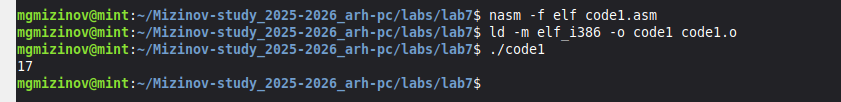 mgmizinov@mint:~/Mizinov-study_2025-2026_arh-pc/labs/lab7$ nasm -f elf code1.asm
mgmizinov@mint:~/Mizinov-study_2025-2026_arh-pc/labs/lab7$ ld -m elf_i386 -o code1 code1.o
mgmizinov@mint:~/Mizinov-study_2025-2026_arh-pc/labs/lab7$ ./code1
17
mgmizinov@mint:~/Mizinov-study_2025-2026_arh-pc/labs/lab7$